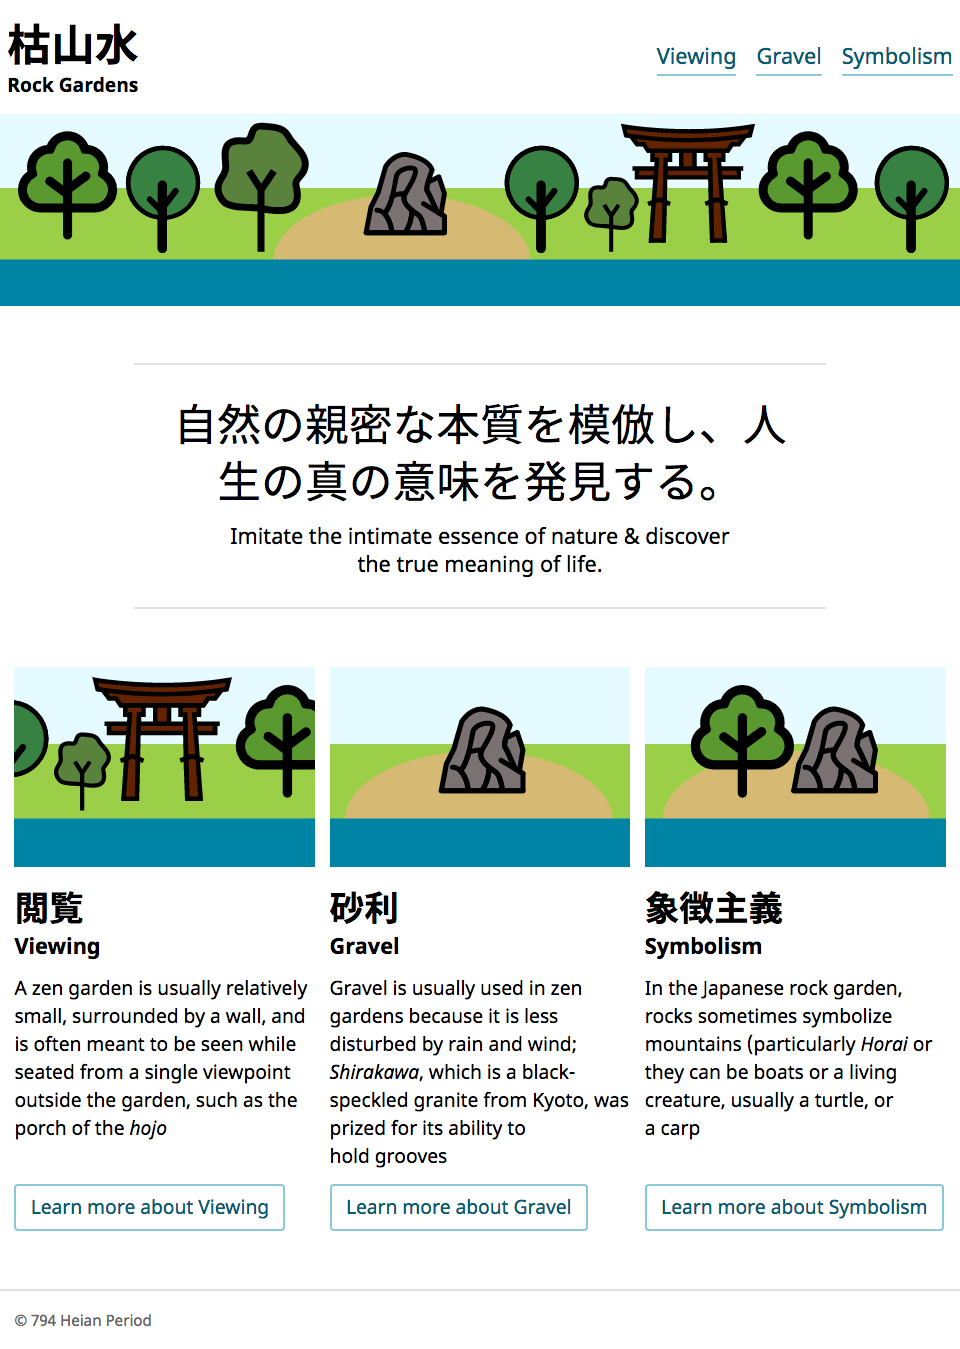 枯山水
Rock Gardens
Viewing Gravel Symbolism
自然の親密な本質を模倣し、人
生の真の意味を発見する。
Imitate the intimate essence of nature & discover
the true meaning of life.
閲覧
Viewing
A zen garden is usually relatively
small, surrounded by a wall, and
is often meant to be seen while
seated from a single viewpoint
outside the garden, such as the
porch of the hojo
Learn more about Viewing
砂利
Gravel
Gravel is usually used in zen
gardens because it is less
disturbed by rain and wind;
Shirakawa, which is a black-
speckled granite from Kyoto, was
prized for its ability to
hold grooves
Learn more about Gravel
象徴主義
Symbolism
In the Japanese rock garden,
rocks sometimes symbolize
mountains (particularly Horai or
they can be boats or a living
creature, usually a turtle, or
a carp
Learn more about Symbolism
© 794 Heian Period